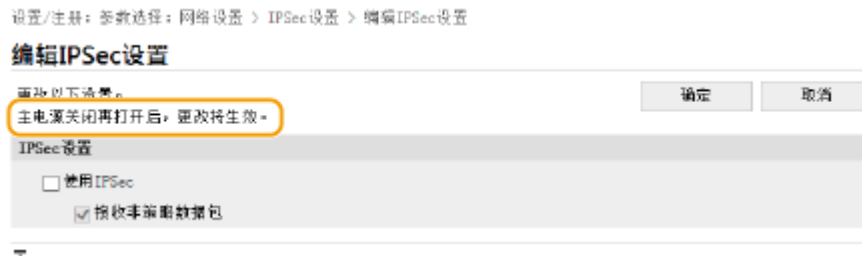 设置/注册：参数选择：网络设置 > IPSec设置 > 编辑IPSec设置
编辑IPSec设置
更改以下设置。
确定
取消
主电源关闭再打开后，更改将生效。
IPSec设置
使用IPSec
接收非策略数据包